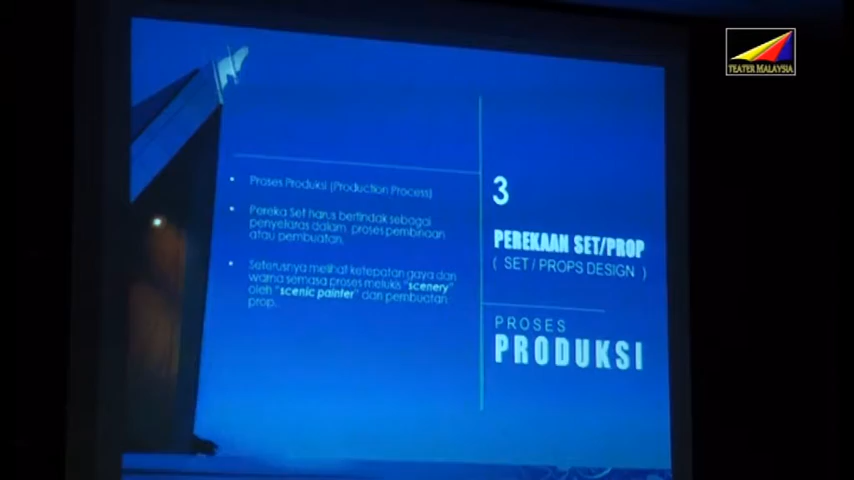 TEATER MALAYSIA
• Proses Produksi (Production Process)
• Pereka Set harus bertindak sebagai
penyelaras dalam proses pembinaan
atau pembuatan.
• Seterusnya melihat ketepatan gaya dan
warna semasa proses melukis "scenery"
oleh "scenic painter" dan pembuatan
prop.
3
PEREKAAN SET/PROP
( SET / PROPS DESIGN )
PROSES
PRODUKSI